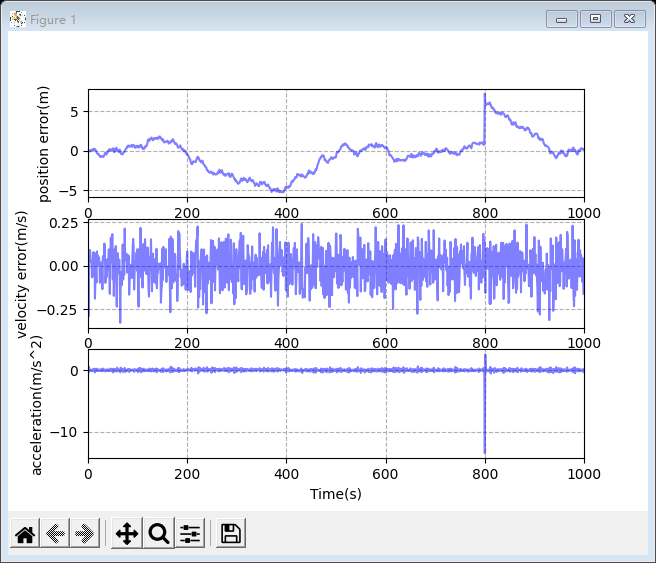 Figure 1
position error(m)
5
0
−5
0 200 400 600 800 1000
velocity error(m/s)
0.25
0.00
−0.25
0 200 400 600 800 1000
acceleration(m/s^2)
0
−10
0 200 400 600 800 1000
Time(s)